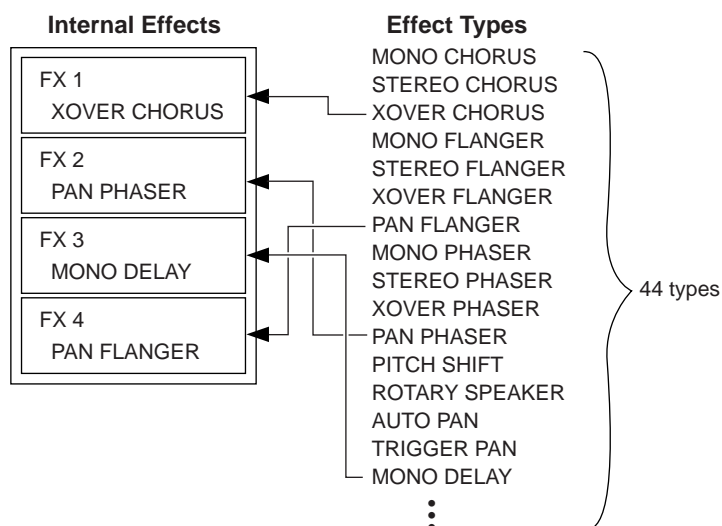 Internal Effects
FX 1
XOVER CHORUS
FX 2
PAN PHASER
FX 3
MONO DELAY
FX 4
PAN FLANGER
Effect Types
MONO CHORUS
STEREO CHORUS
XOVER CHORUS
MONO FLANGER
STEREO FLANGER
XOVER FLANGER
PAN FLANGER
MONO PHASER
STEREO PHASER
XOVER PHASER
PAN PHASER
PITCH SHIFT
ROTARY SPEAKER
AUTO PAN
TRIGGER PAN
MONO DELAY
44 types